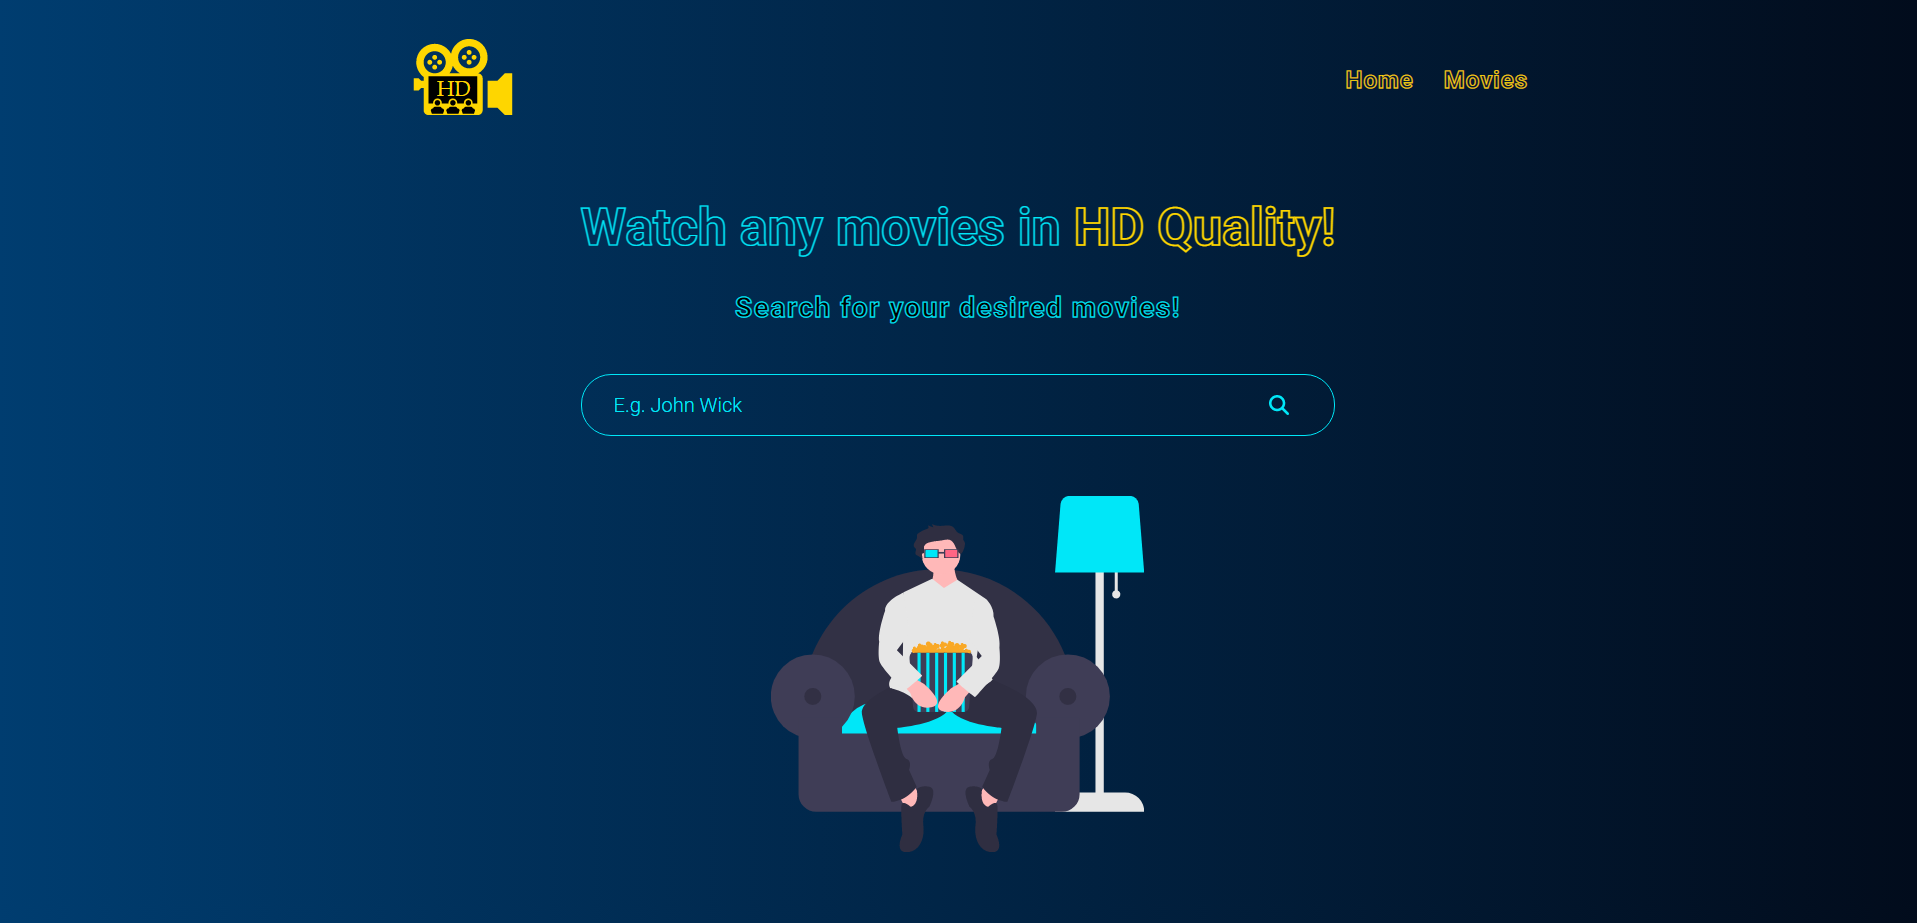 HD
Home Movies
Watch any movies in HD Quality!
Search for your desired movies!
E.g. John Wick